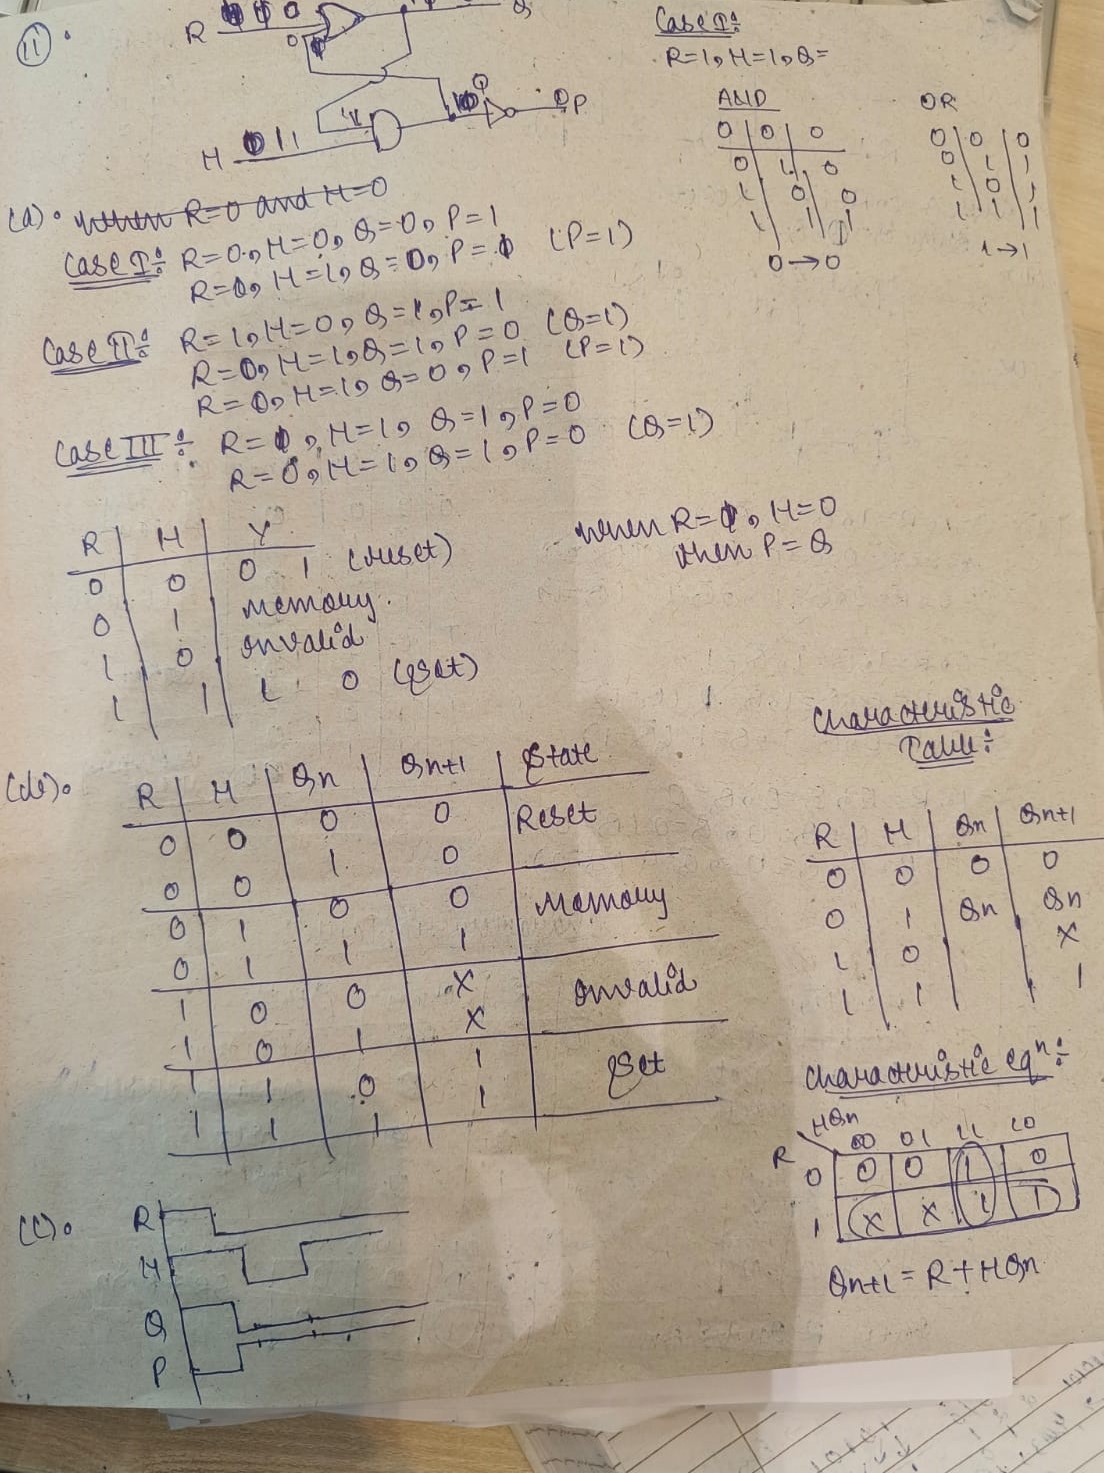 11.
R 0 Q
0
1 1 1 0 Q
H 0 1 1 0 P
Case I:
R=1, H=1, Q=
AND
0 0 0
0 1 0
1 0 0
1 1 1
0→0
OR
0 0 0
0 1 1
1 0 1
1 1 1
1→1
(a). when R=0 and H=0
Case I: R=0, H=0, Q=0, P=1
R=0, H=1, Q=0, P=1 (P=1)
Case II: R=1, H=0, Q=1, P=1
R=0, H=1, Q=1, P=0 (Q=1)
R=0, H=1, Q=0, P=1 (P=1)
Case III: R=1, H=1, Q=1, P=0
R=0, H=1, Q=1, P=0 (Q=1)
R H Y
0 0 0 1 (reset)
0 1 memory.
1 0 invalid
1 1 1 0 (set)
when R=1, H=0
then P=Q
(b). R H Qn Qn+1 State
0 0 0 0 Reset
0 0 1 0
0 1 0 0 Memory
0 1 1 1
1 0 0 X invalid
1 0 1 X
1 1 0 1 Set
1 1 1 1
Characteristic
Table:
R H Qn Qn+1
0 0 0 0
0 1 Qn Qn
1 0 X
1 1 1
Characteristic eqⁿ:
R HQn 00 01 11 10
0 0 0 1 0
1 X X 1 1
Qn+1 = R+HQn
(c). R
H
Q
P